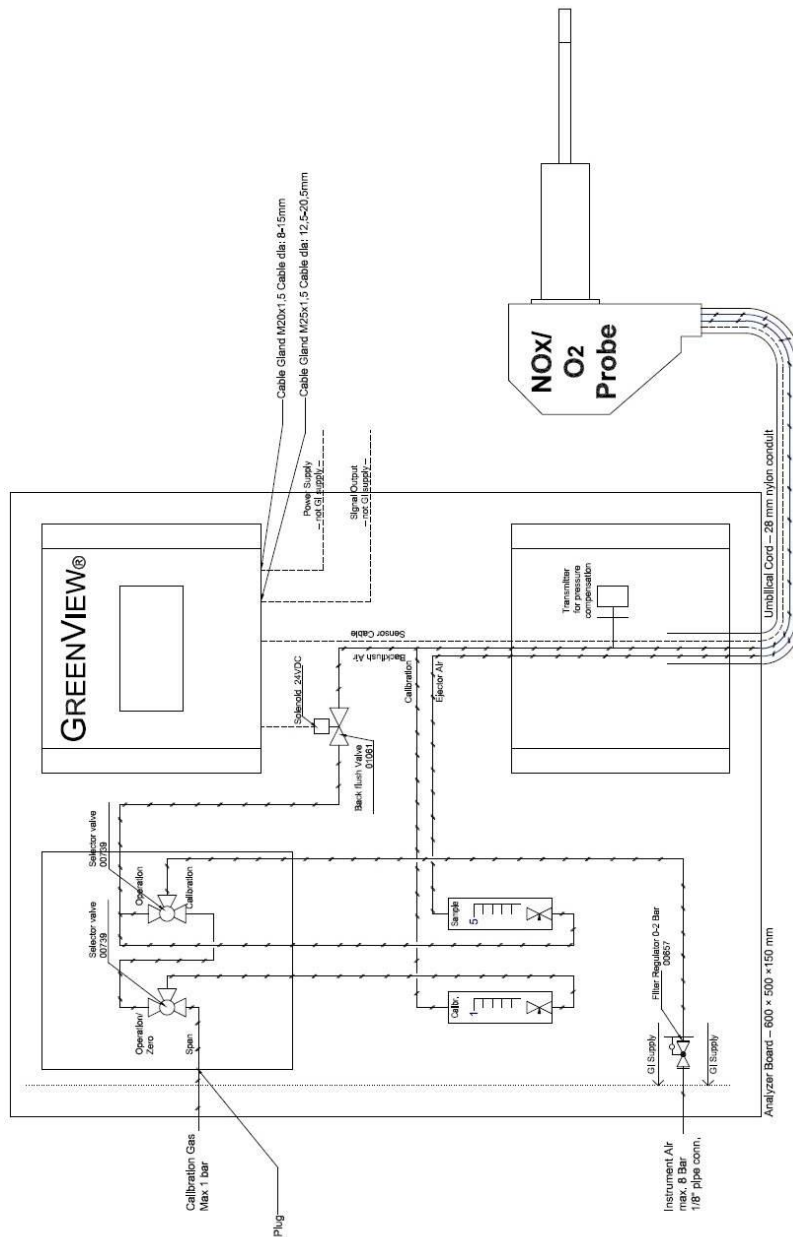 GREENVIEW®
NOx/
O2
Probe
Cable Gland M20x1,5 Cable dia: 8-15mm
Cable Gland M25x1,5 Cable dia: 12,5-20,5mm
Power Supply
– not GI supply –
Signal Output
– not GI supply –
Sensor Cable
Backflush Air
Solenoid 24VDC
Back flush Valve
01061
Calibration
Ejector Air
Transmitter
for pressure
compensation
Umbilical Cord – 28 mm nylon conduit
Selector valve
00739
Selector valve
00739
Operation
Calibration
Operation/
Zero
Span
Sample
5
Calibr.
1
Filter Regulator 0-2 Bar
00657
GI Supply
GI Supply
Analyzer Board – 600 × 500 ×150 mm
Calibration Gas
Max 1 bar
Plug
Instrument Air
max. 8 Bar
1/8" pipe conn.